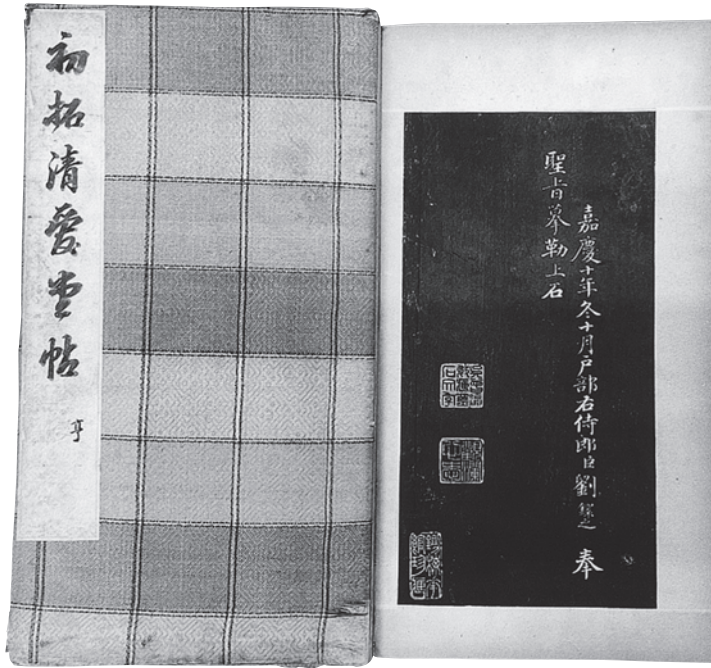 初拓清愛堂帖
亨
嘉慶十年冬十月戶部右侍郎臣劉鐶之奉
聖旨摹勒上石